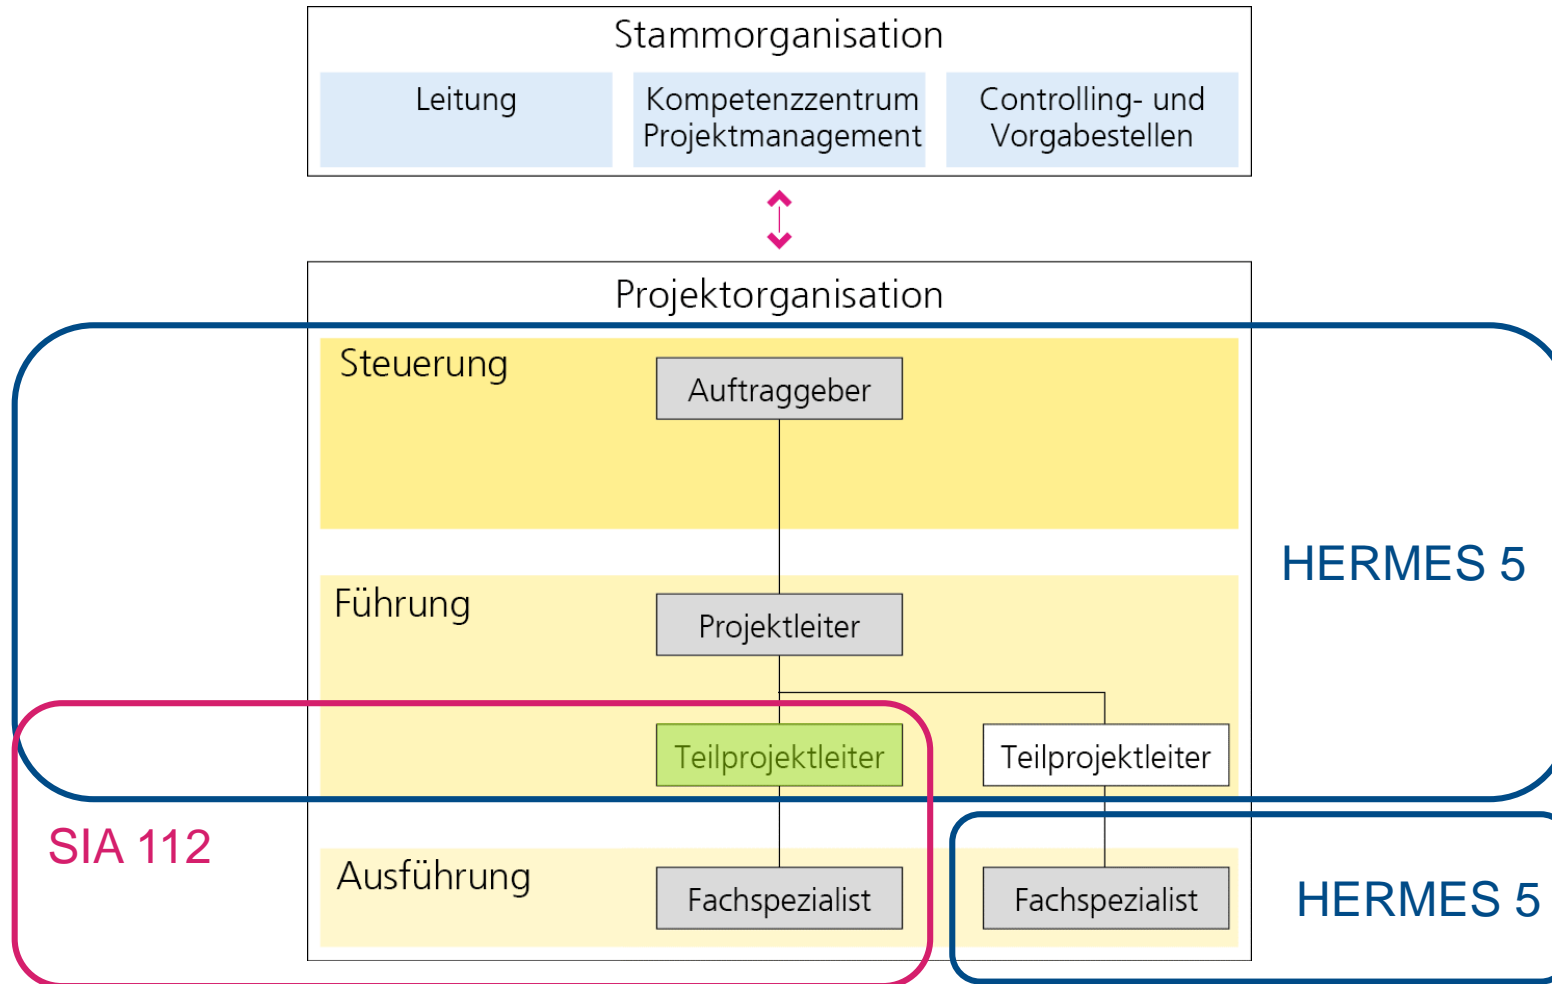 Stammorganisation
Leitung
Kompetenzzentrum
Projektmanagement
Controlling- und
Vorgabestellen
Projektorganisation
Steuerung
Auftraggeber
HERMES 5
Führung
Projektleiter
Teilprojektleiter
Teilprojektleiter
SIA 112
Ausführung
Fachspezialist
Fachspezialist
HERMES 5